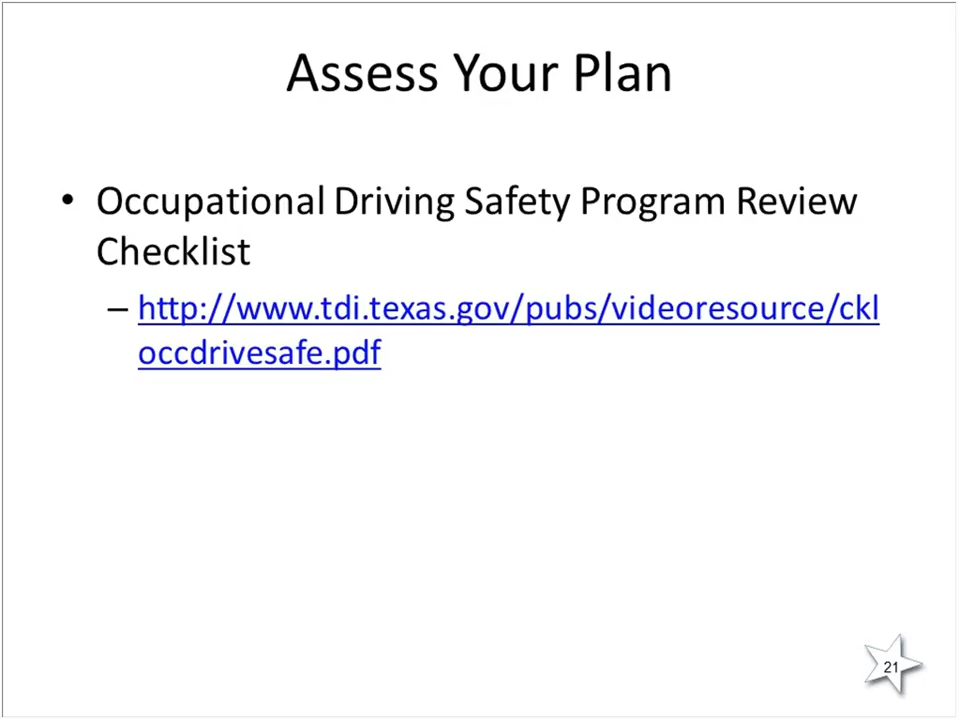 Assess Your Plan
• Occupational Driving Safety Program Review
Checklist
– http://www.tdi.texas.gov/pubs/videoresource/ckl
occdrivesafe.pdf
21